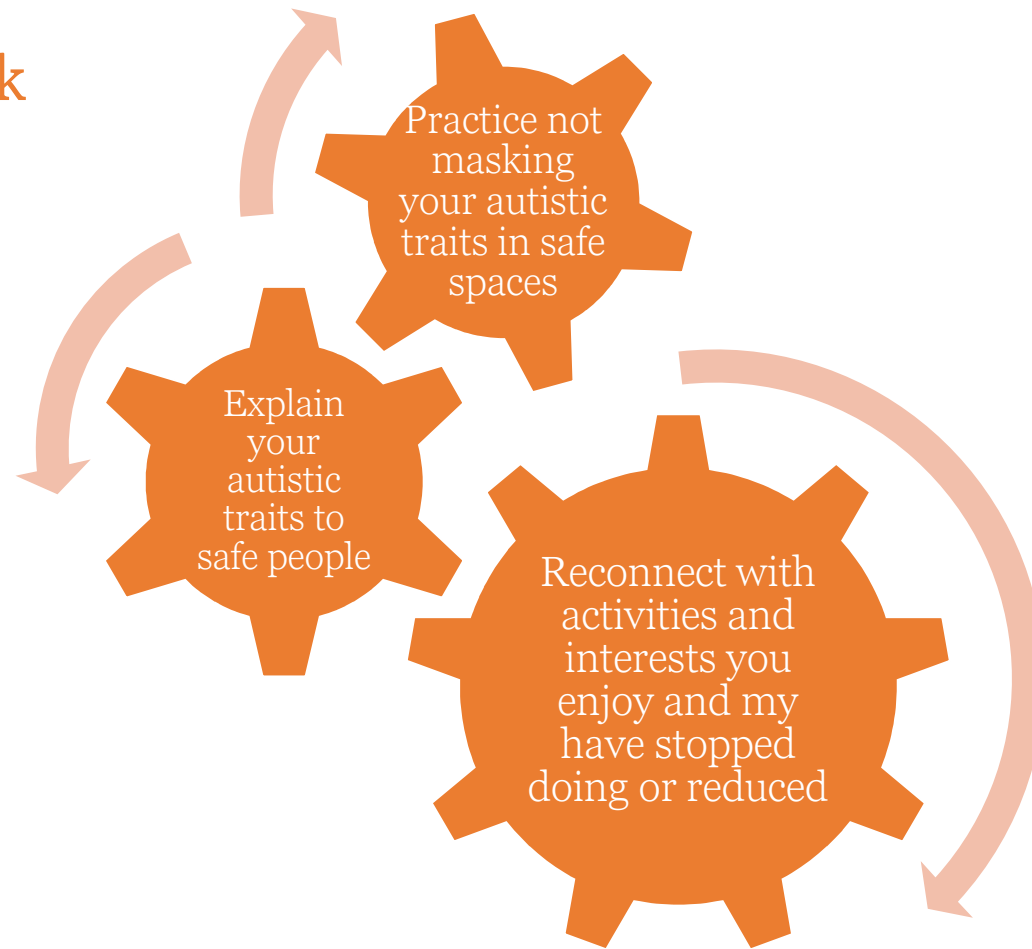 k
Practice not
masking
your autistic
traits in safe
spaces
Explain
your
autistic
traits to
safe people
Reconnect with
activities and
interests you
enjoy and my
have stopped
doing or reduced